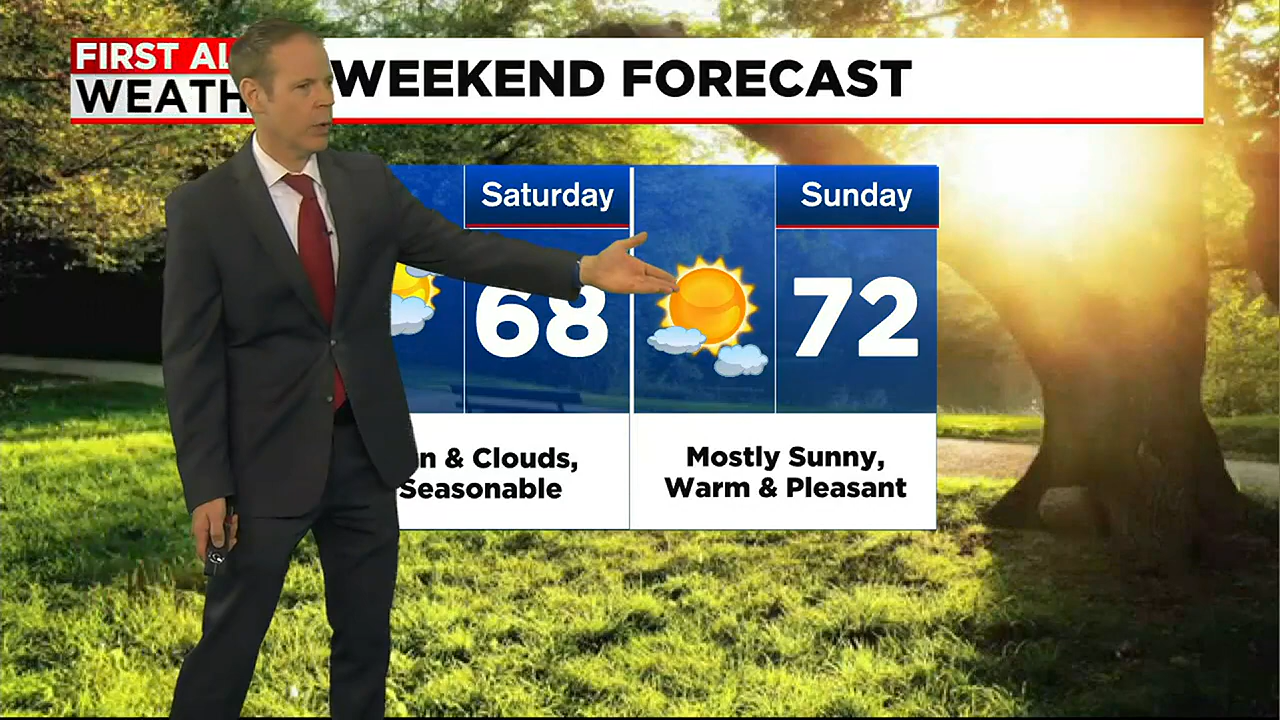 FIRST AL
WEATH
WEEKEND FORECAST
Saturday
68
n & Clouds,
Seasonable
Sunday
72
Mostly Sunny,
Warm & Pleasant